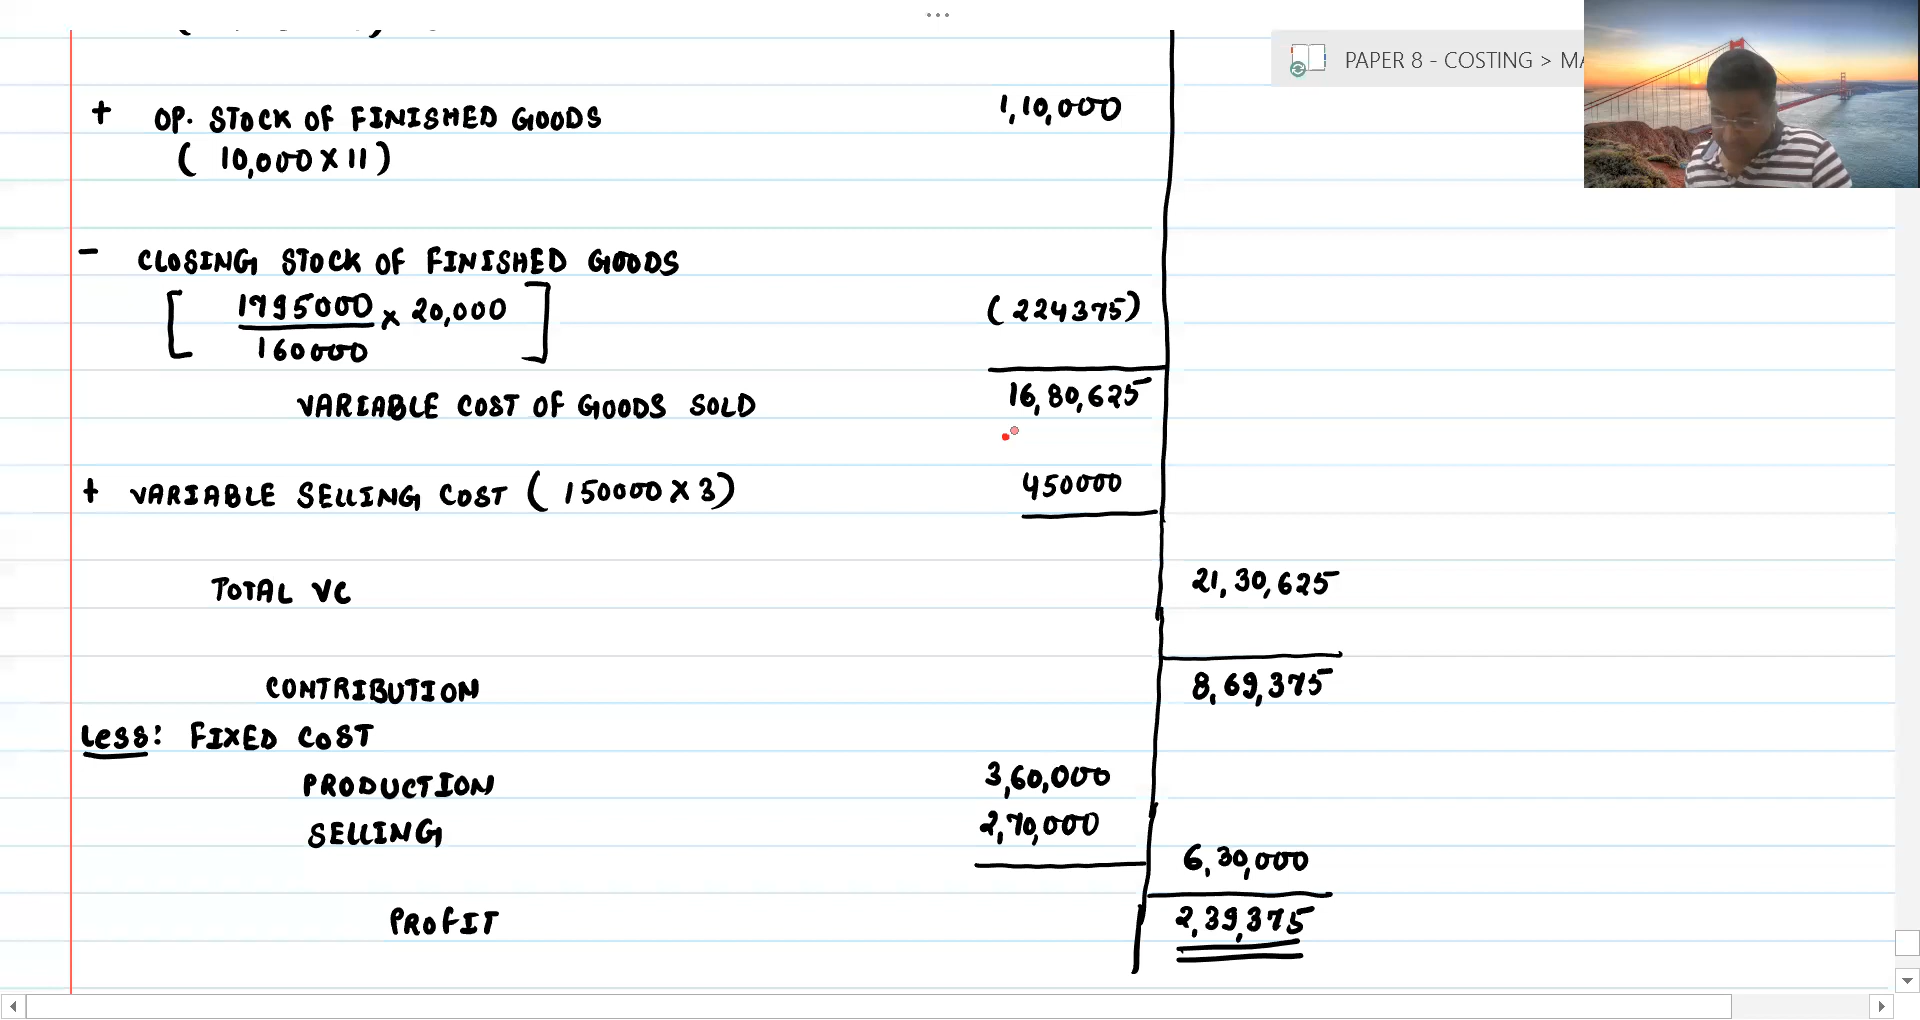 PAPER 8 - COSTING > MA
+ OP. STOCK OF FINISHED GOODS 1,10,000
( 10,000 X 11 )
- CLOSING STOCK OF FINISHED GOODS
[ 1795000 / 160000 X 20,000 ] ( 224375 )
VARIABLE COST OF GOODS SOLD 16,80,625
+ VARIABLE SELLING COST ( 150000 X 3 ) 450000
TOTAL VC 21,30,625
CONTRIBUTION 8,69,375
Less: FIXED COST
PRODUCTION 3,60,000
SELLING 2,70,000
6,30,000
PROFIT 2,39,375